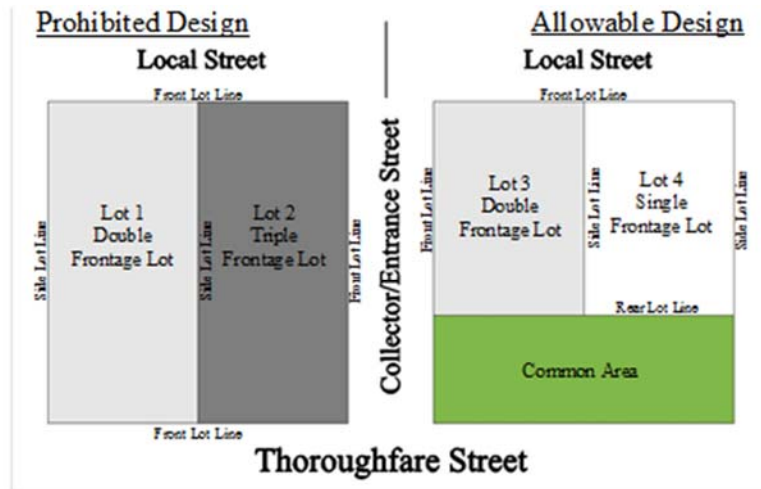 Prohibited Design
Allowable Design
Local Street
Local Street
Front Lot Line
Front Lot Line
Side Lot Line
Lot 1
Double
Frontage Lot
Side Lot Line
Lot 2
Triple
Frontage Lot
Front Lot Line
Collector/Entrance Street
Front Lot Line
Lot 3
Double
Frontage Lot
Side Lot Line
Lot 4
Single
Frontage Lot
Side Lot Line
Rear Lot Line
Common Area
Front Lot Line
Thoroughfare Street